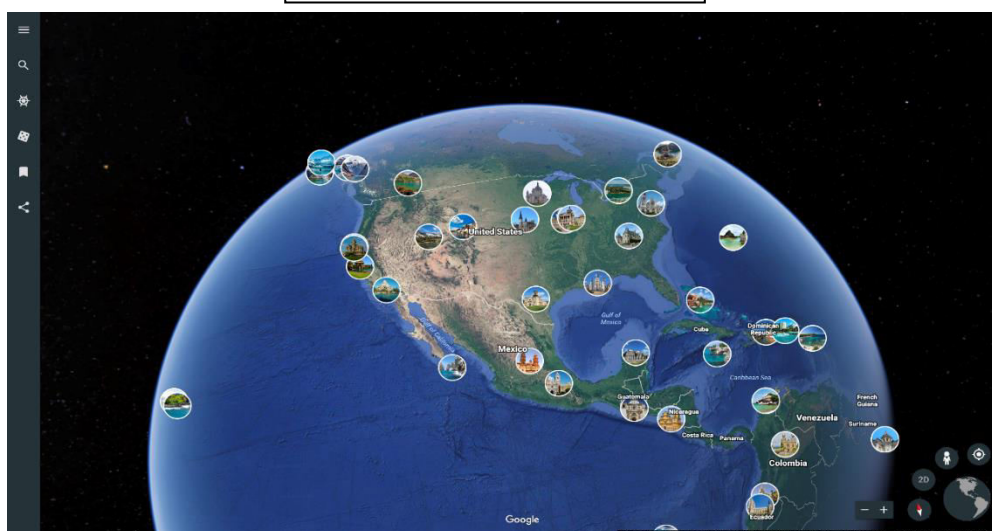 United States
Gulf of
Mexico
Cuba
Dominican
Republic
Mexico
Caribbean Sea
Guatemala
Nicaragua
French
Guiana
Venezuela
Suriname
Costa Rica
Panama
Colombia
2D
Ecuador
Google